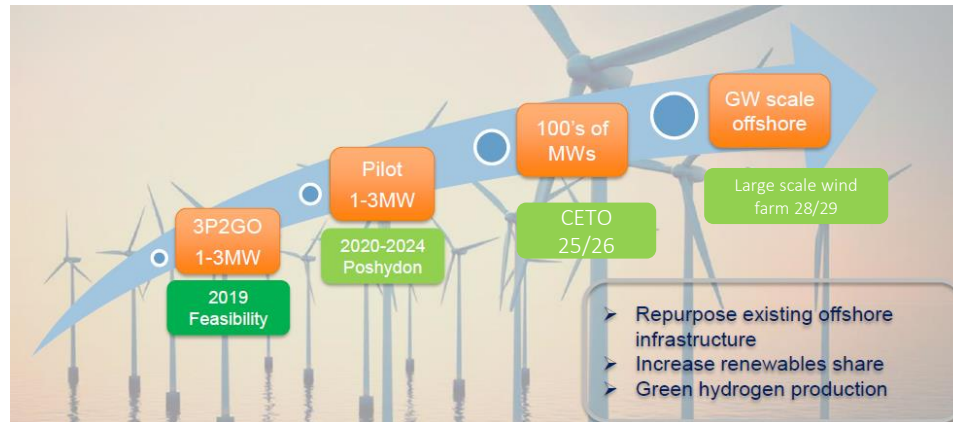 3P2GO
1-3MW
2019
Feasibility
Pilot
1-3MW
2020-2024
Poshydon
100's of
MWs
CETO
25/26
GW scale
offshore
Large scale wind
farm 28/29
➢ Repurpose existing offshore
infrastructure
➢ Increase renewables share
➢ Green hydrogen production